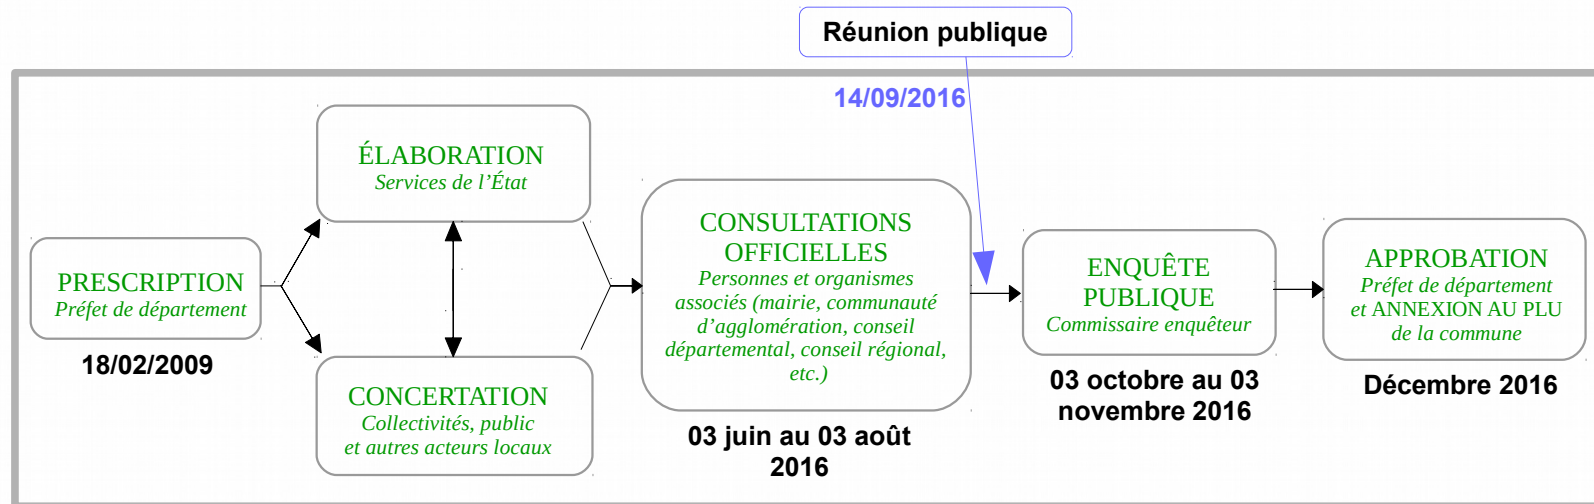 Réunion publique
14/09/2016
PRESCRIPTION
Préfet de département
18/02/2009
ÉLABORATION
Services de l’État
CONCERTATION
Collectivités, public
et autres acteurs locaux
CONSULTATIONS
OFFICIELLES
Personnes et organismes
associés (mairie, communauté
d’agglomération, conseil
départemental, conseil régional,
etc.)
03 juin au 03 août
2016
ENQUÊTE
PUBLIQUE
Commissaire enquêteur
03 octobre au 03
novembre 2016
APPROBATION
Préfet de département
et ANNEXION AU PLU
de la commune
Décembre 2016